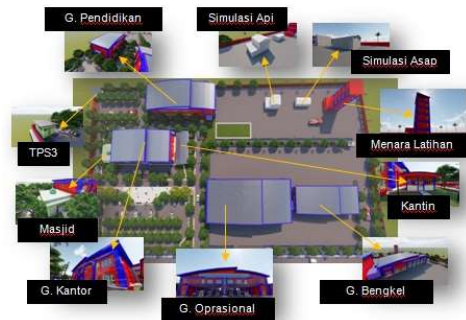 G. Pendidikan
Simulasi Api
Simulasi Asap
TPS3
Menara Latihan
Masjid
Kantin
G. Kantor
G. Oprasional
G. Bengkel